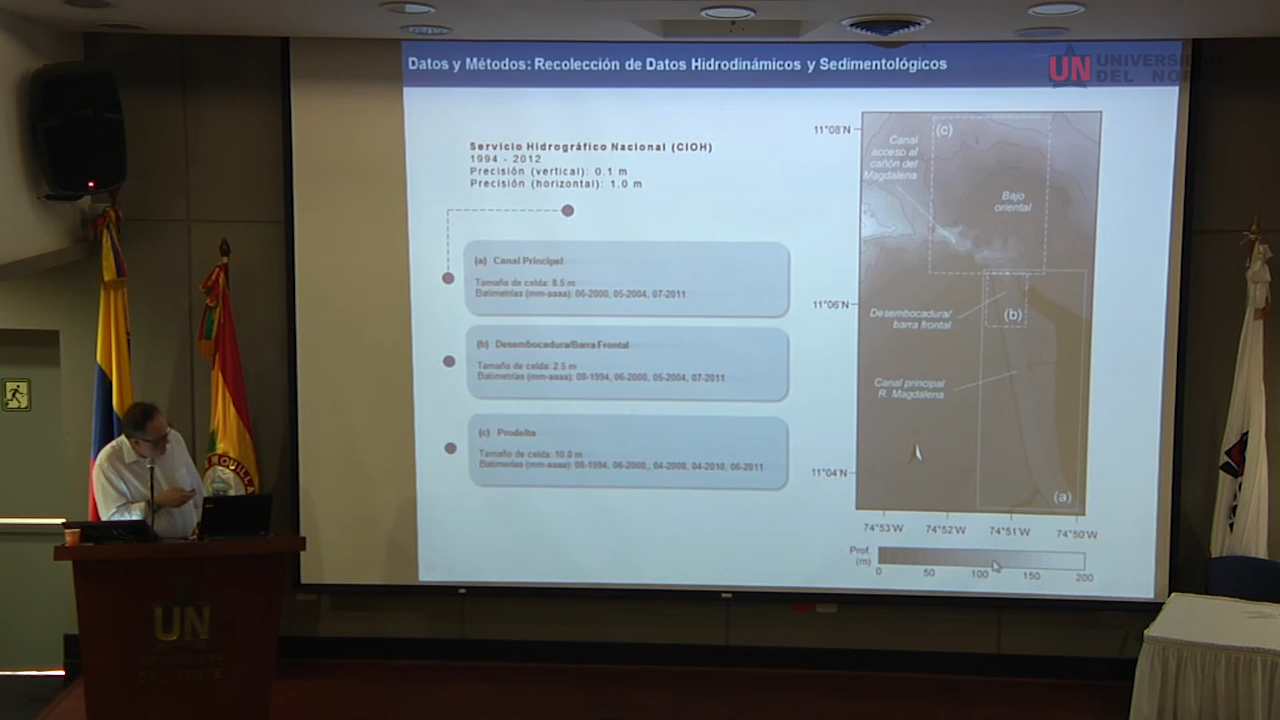 Datos y Métodos: Recolección de Datos Hidrodinámicos y Sedimentológicos
UN UNIVERSIDAD
DEL NORTE
Servicio Hidrográfico Nacional (CIOH)
1994 - 2012
Precisión (vertical): 0.1 m
Precisión (horizontal): 1.0 m
(a) Canal Principal
Tamaño de celda: 8.5 m
Batimetrías (mm-aaaa): 06-2000, 05-2004, 07-2011
(b) Desembocadura/Barra Frontal
Tamaño de celda: 2.5 m
Batimetrías (mm-aaaa): 08-1994, 06-2000, 05-2004, 07-2011
(c) Prodelta
Tamaño de celda: 10.0 m
Batimetrías (mm-aaaa): 08-1994, 06-2000,, 04-2008, 04-2010, 06-2011
11°08'N
(c)
Canal
acceso al
cañón del
Magdalena
Bajo
oriental
11°06'N
Desembocadura/
barra frontal
(b)
Canal principal
R. Magdalena
11°04'N
(a)
74°53'W 74°52'W 74°51'W 74°50'W
Prof.
(m)
0 50 100 150 200
UN
DEL NORTE